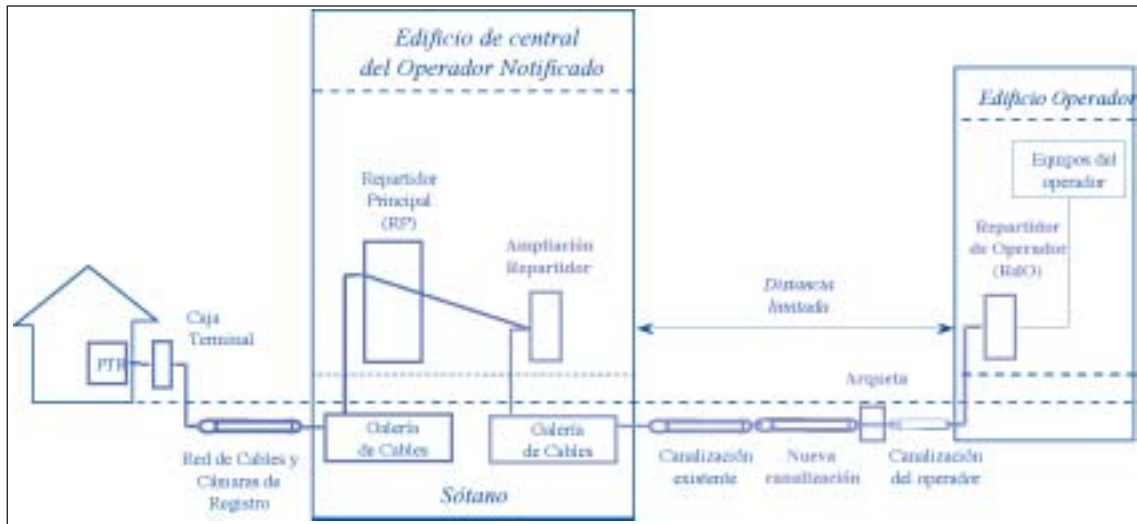 Edificio de central
del Operador Notificado
Edificio Operador
Equipos del
operador
Repartidor
Principal
(RP)
Ampliación
Repartidor
Repartidor
de Operador
(RdO)
Distancia
limitada
Caja
Terminal
PTR
Arqueta
Galería
de Cables
Galería
de Cables
Red de Cables y
Cámaras de
Registro
Sótano
Canalización
existente
Nueva
canalización
Canalización
del operador